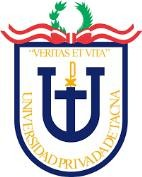 "VERITAS ET VITA"
UNIVERSIDAD PRIVADA DE TACNA